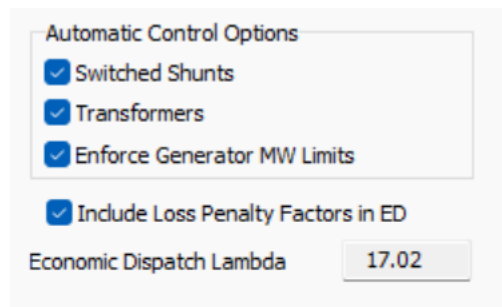 Automatic Control Options
Switched Shunts
Transformers
Enforce Generator MW Limits
Include Loss Penalty Factors in ED
Economic Dispatch Lambda 17.02